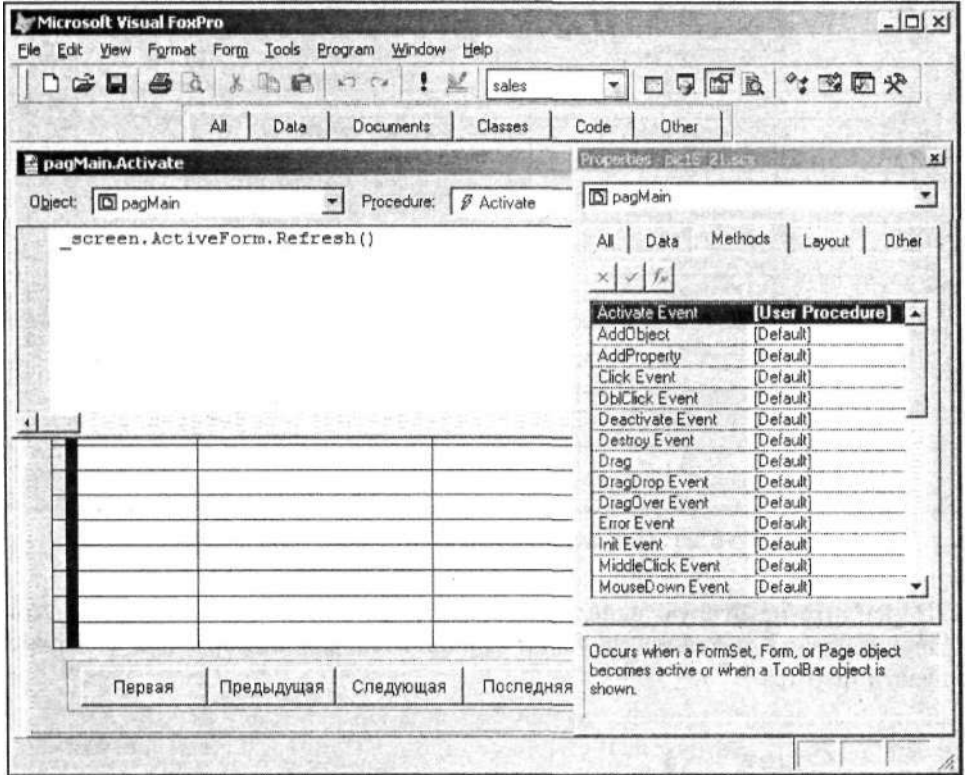 Microsoft Visual FoxPro
File Edit View Format Form Tools Program Window Help
sales
All Data Documents Classes Code Other
pagMain.Activate
Object: pagMain Procedure: Activate
_screen.ActiveForm.Refresh()
Properties - pic15_21.scx
pagMain
All Data Methods Layout Other
Activate Event [User Procedure]
AddObject [Default]
AddProperty [Default]
Click Event [Default]
DblClick Event [Default]
Deactivate Event [Default]
Destroy Event [Default]
Drag [Default]
DragDrop Event [Default]
DragOver Event [Default]
Error Event [Default]
Init Event [Default]
MiddleClick Event [Default]
MouseDown Event [Default]
Occurs when a FormSet, Form, or Page object
becomes active or when a ToolBar object is
shown.
Первая Предыдущая Следующая Последняя